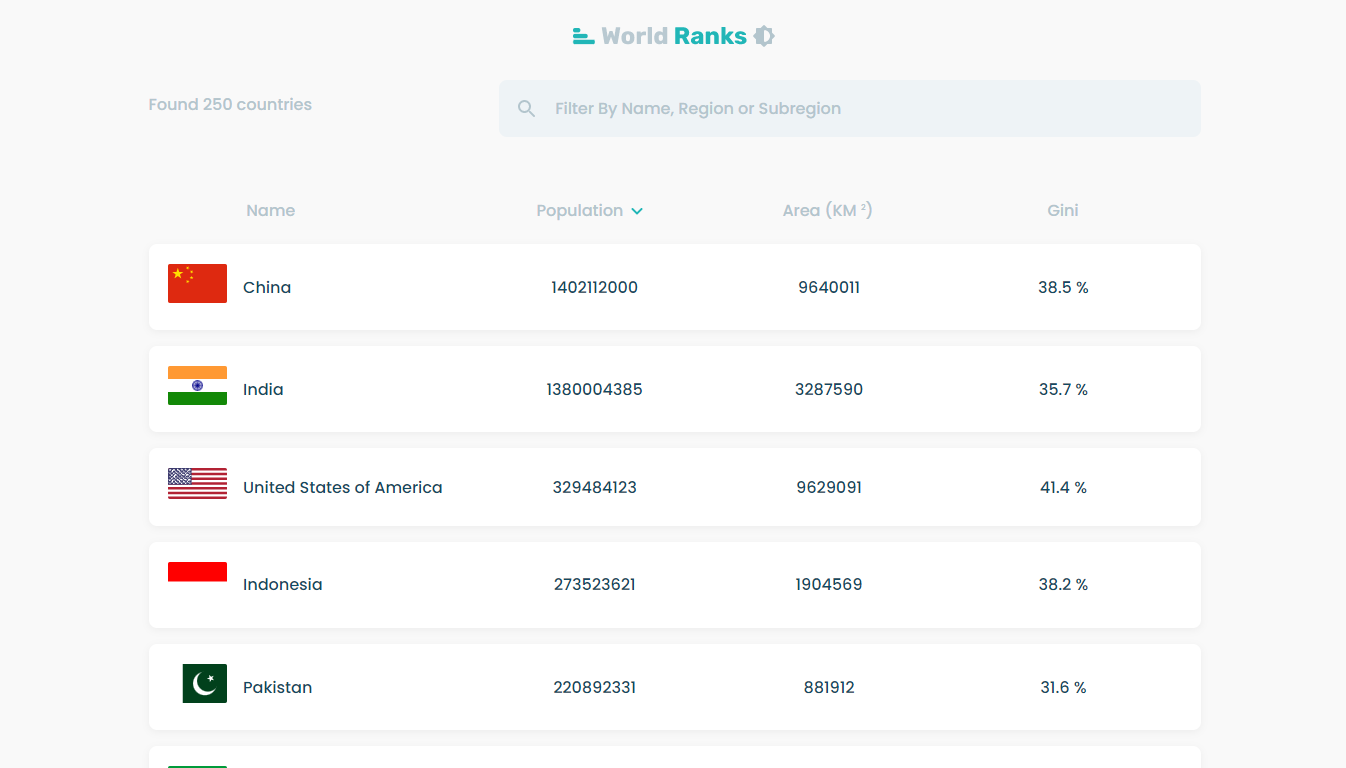 World Ranks
Found 250 countries
Filter By Name, Region or Subregion
Name Population Area (KM ²) Gini
China 1402112000 9640011 38.5 %
India 1380004385 3287590 35.7 %
United States of America 329484123 9629091 41.4 %
Indonesia 273523621 1904569 38.2 %
Pakistan 220892331 881912 31.6 %